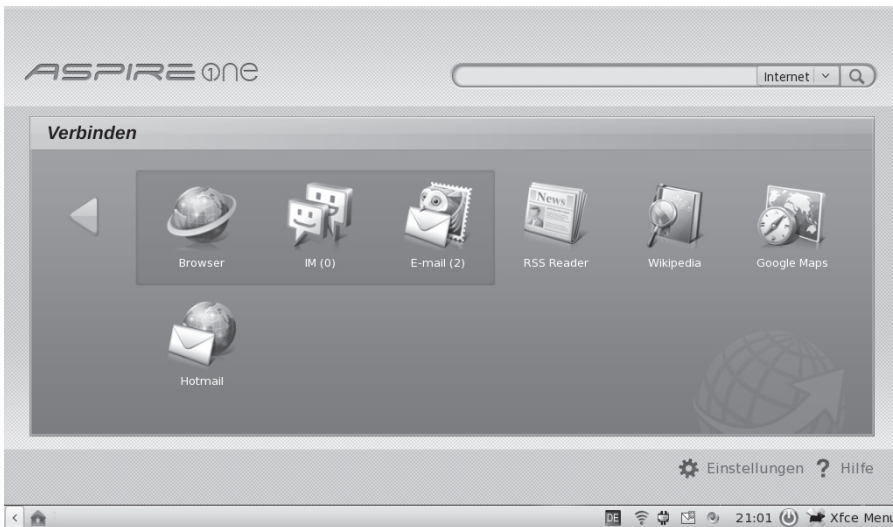 ASPIRE one
Internet
Verbinden
Browser
IM (0)
E-mail (2)
News
RSS Reader
Wikipedia
Google Maps
Hotmail
Einstellungen ? Hilfe
DE 21:01 Xfce Menu